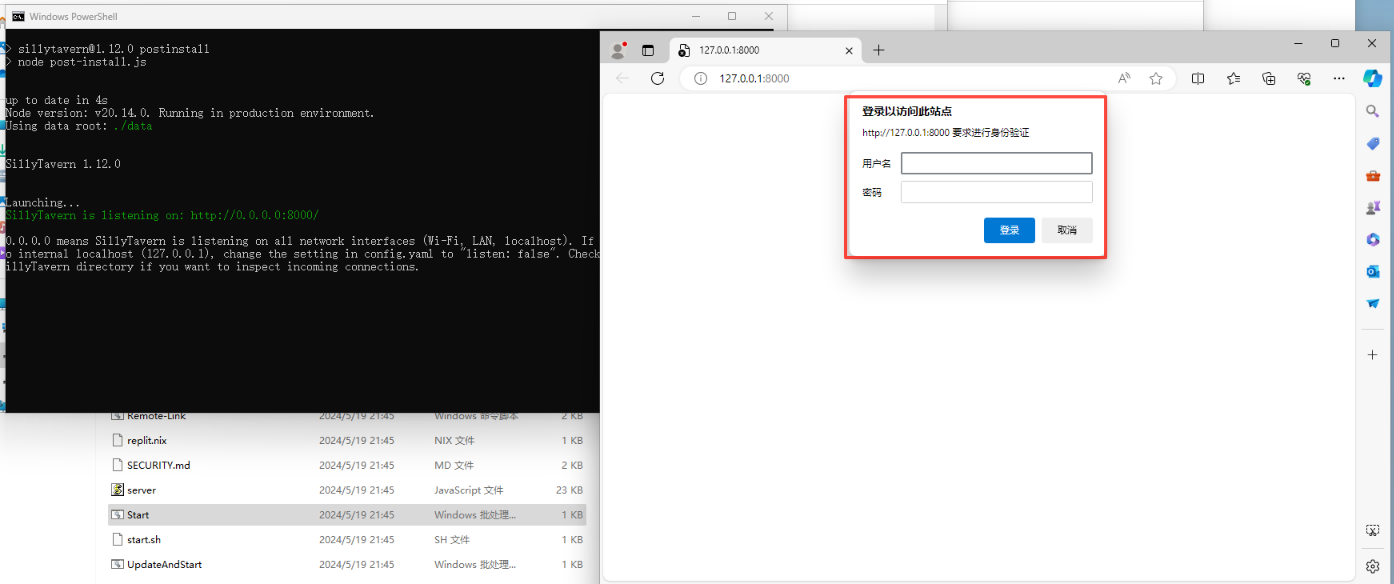 Windows PowerShell
> sillytavern@1.12.0 postinstall
> node post-install.js
up to date in 4s
Node version: v20.14.0. Running in production environment.
Using data root: ./data
SillyTavern 1.12.0
Launching...
SillyTavern is listening on: http://0.0.0.0:8000/
0.0.0.0 means SillyTavern is listening on all network interfaces (Wi-Fi, LAN, localhost). If
o internal localhost (127.0.0.1), change the setting in config.yaml to "listen: false". Check
illyTavern directory if you want to inspect incoming connections.
Remote-Link 2024/5/19 21:45 Windows 命令脚本 2 KB
replit.nix 2024/5/19 21:45 NIX 文件 1 KB
SECURITY.md 2024/5/19 21:45 MD 文件 2 KB
server 2024/5/19 21:45 JavaScript 文件 23 KB
Start 2024/5/19 21:45 Windows 批处理... 1 KB
start.sh 2024/5/19 21:45 SH 文件 1 KB
UpdateAndStart 2024/5/19 21:45 Windows 批处理... 1 KB
127.0.0.1:8000
127.0.0.1:8000
登录以访问此站点
http://127.0.0.1:8000 要求进行身份验证
用户名
密码
登录 取消